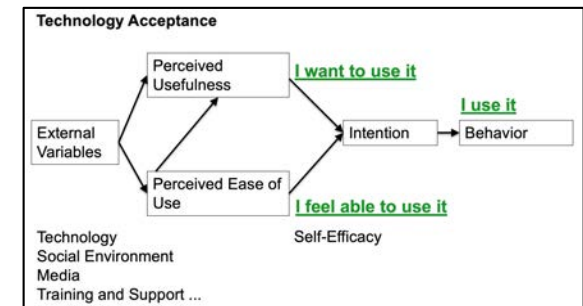 Technology Acceptance
Perceived
Usefulness
I want to use it
I use it
External
Variables
Intention
Behavior
Perceived Ease of
Use
I feel able to use it
Technology
Social Environment
Media
Training and Support ...
Self-Efficacy